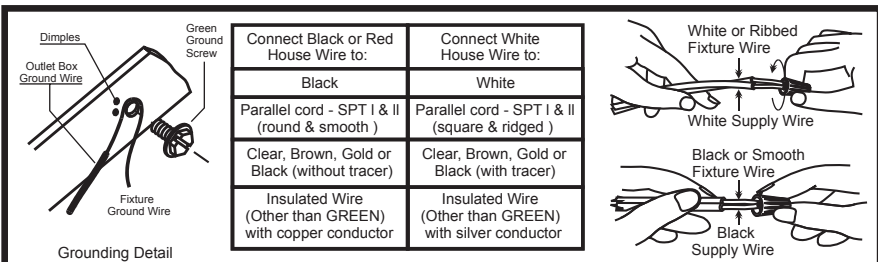 Dimples
Green
Ground
Screw
Outlet Box
Ground Wire
Fixture
Ground Wire
Grounding Detail
Connect Black or Red
House Wire to:
Connect White
House Wire to:
Black
White
Parallel cord - SPT I & II
(round & smooth )
Parallel cord - SPT I & II
(square & ridged )
Clear, Brown, Gold or
Black (without tracer)
Clear, Brown, Gold or
Black (with tracer)
Insulated Wire
(Other than GREEN)
with copper conductor
Insulated Wire
(Other than GREEN)
with silver conductor
White or Ribbed
Fixture Wire
White Supply Wire
Black or Smooth
Fixture Wire
Black
Supply Wire